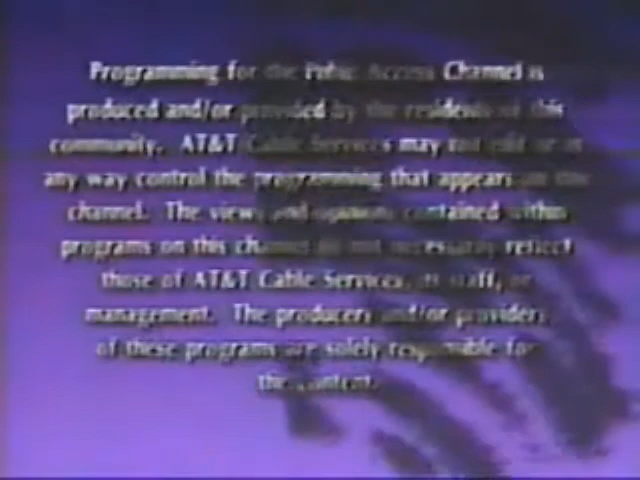 Programming for the Public Access Channel is
produced and/or provided by the residents of this
community. AT&T Cable Services may not edit or in
any way control the programming that appears on this
channel. The views and opinions contained within
programs on this channel do not necessarily reflect
those of AT&T Cable Services, its staff, or
management. The producers and/or providers
of these programs are solely responsible for
the content.